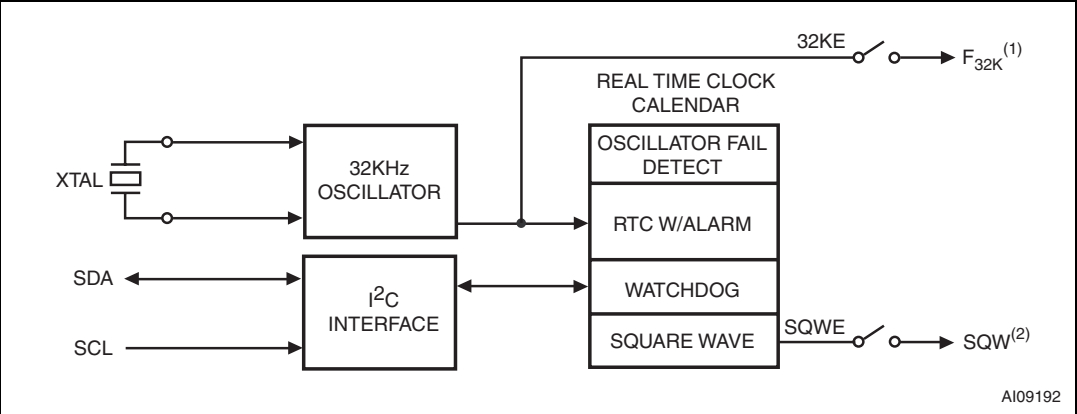 32KE
F32K(1)
REAL TIME CLOCK
CALENDAR
OSCILLATOR FAIL
DETECT
XTAL
32KHz
OSCILLATOR
RTC W/ALARM
SDA
I2C
INTERFACE
WATCHDOG
SCL
SQUARE WAVE
SQWE
SQW(2)
AI09192